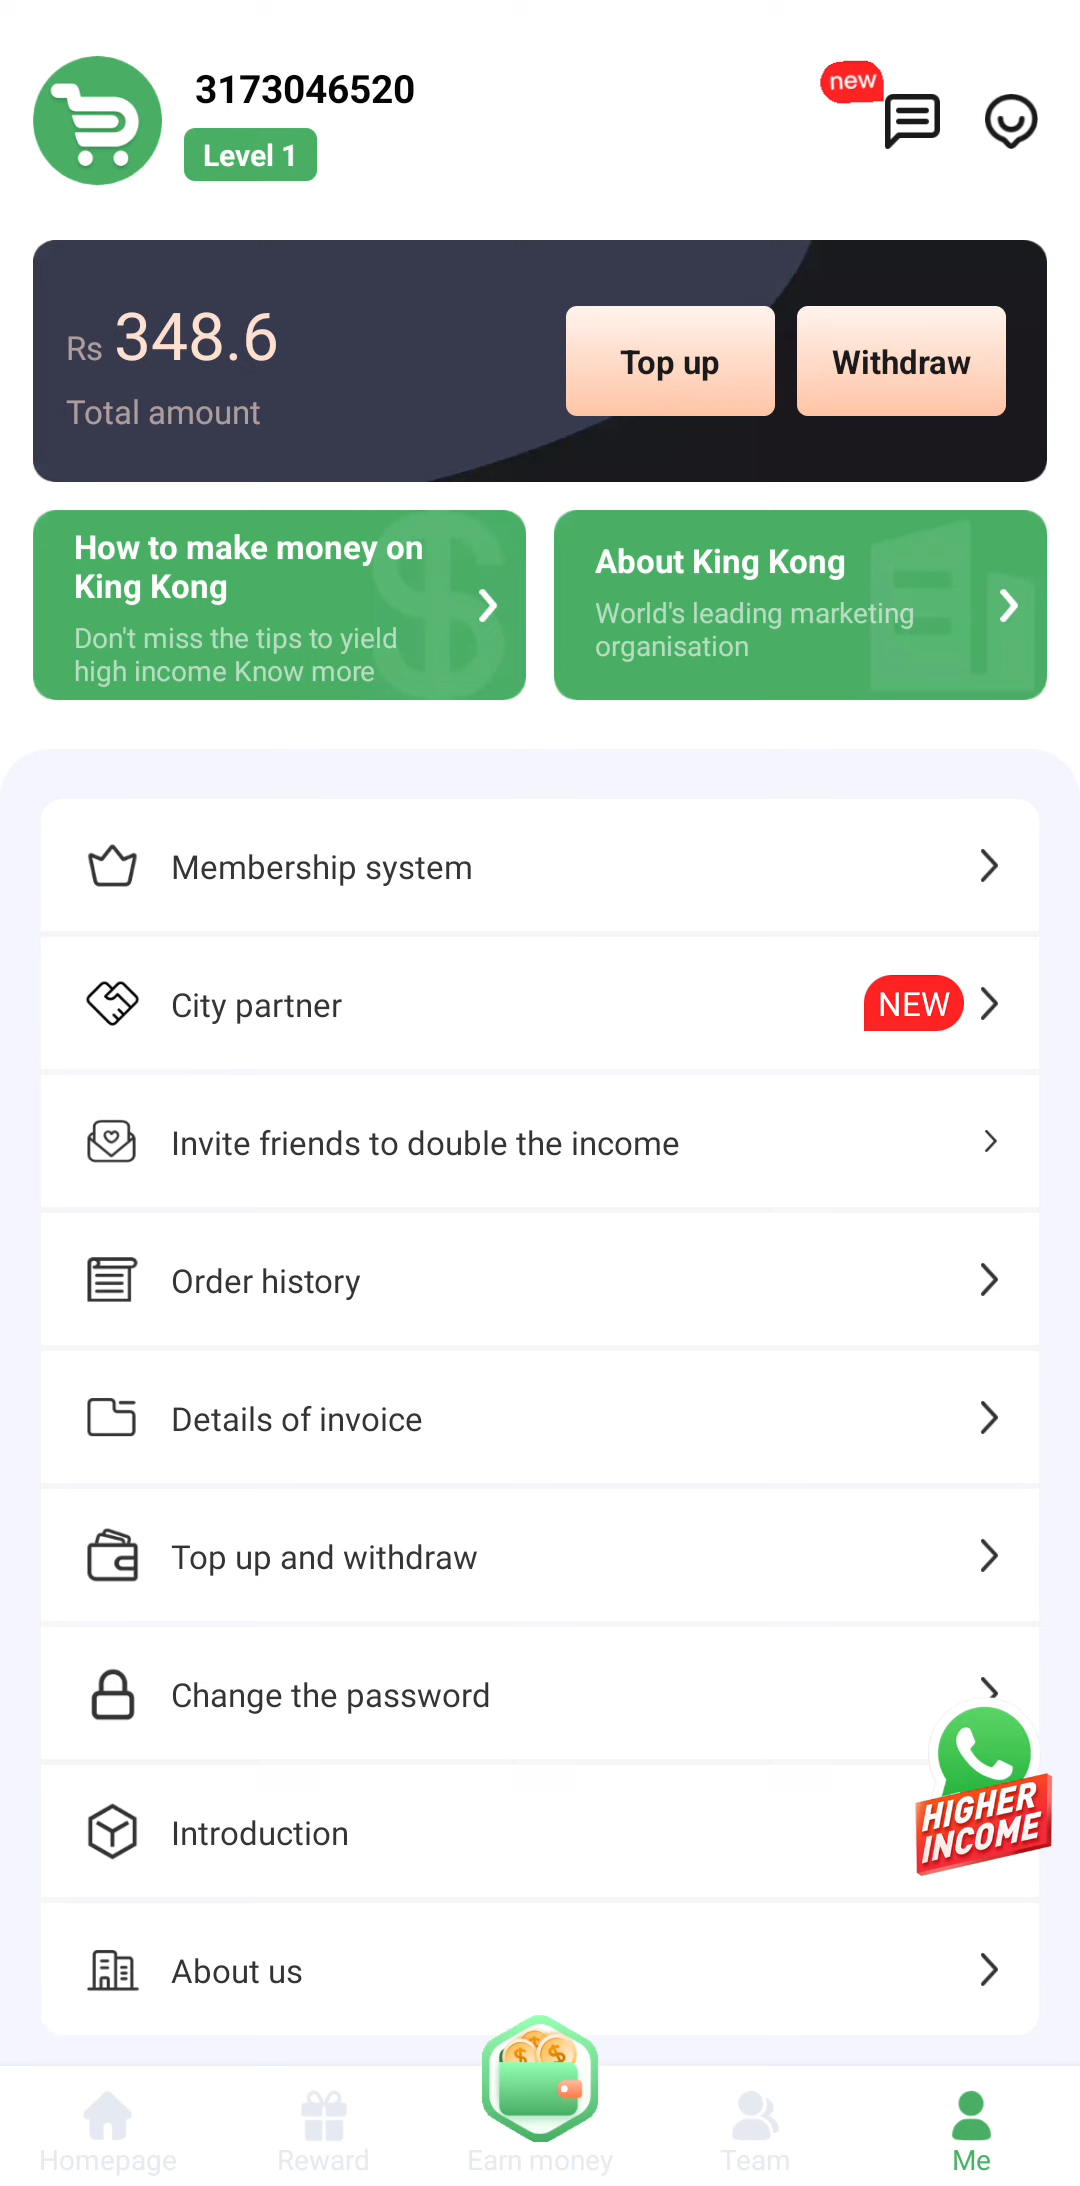 3173046520
Level 1
new
Rs 348.6
Total amount
Top up
Withdraw
How to make money on
King Kong
Don't miss the tips to yield
high income Know more
About King Kong
World's leading marketing
organisation
Membership system
City partner
NEW
Invite friends to double the income
Order history
Details of invoice
Top up and withdraw
Change the password
Introduction
HIGHER
INCOME
About us
Homepage
Reward
Earn money
Team
Me